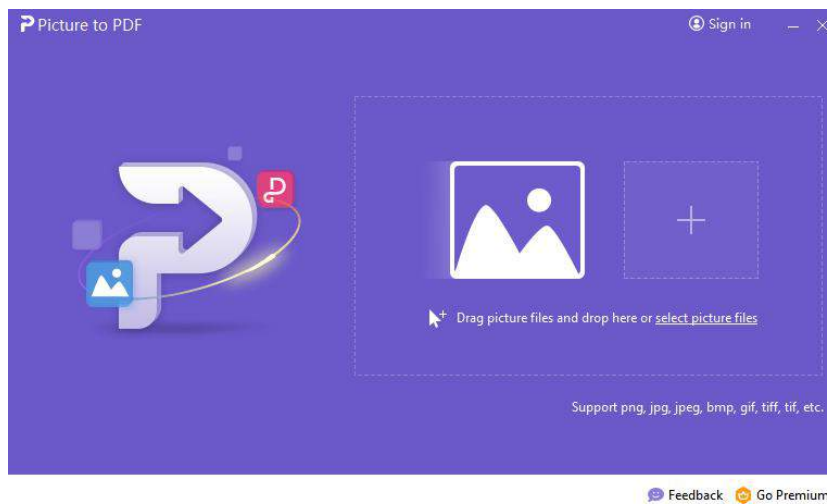 Picture to PDF
Sign in
Drag picture files and drop here or select picture files
Support png, jpg, jpeg, bmp, gif, tiff, tif, etc.
Feedback Go Premium